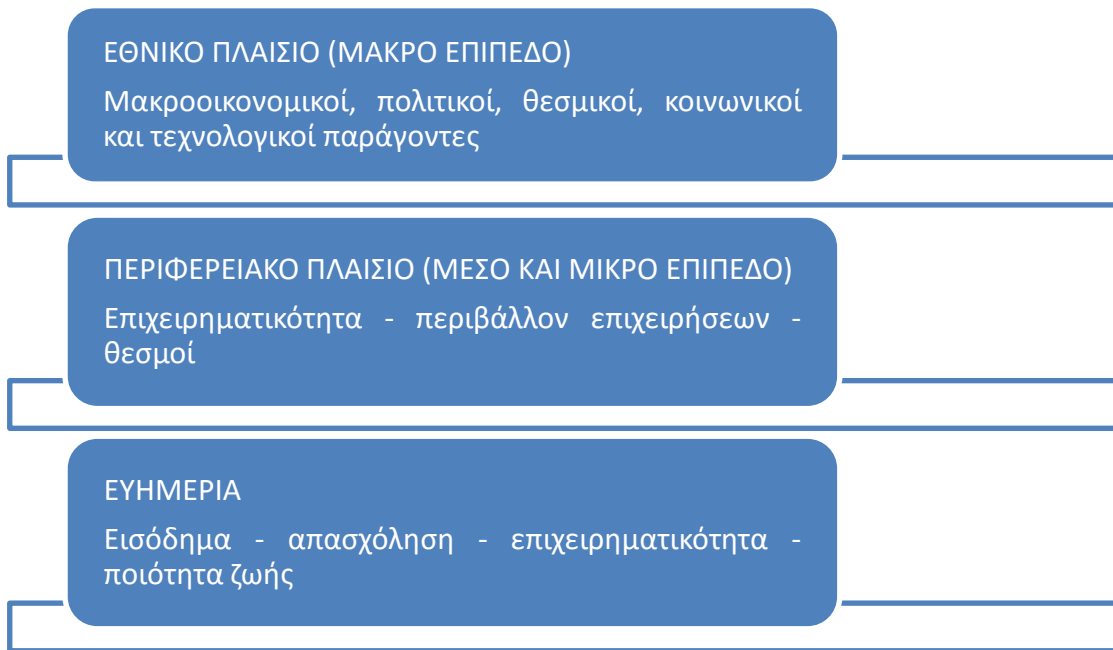 ΕΘΝΙΚΟ ΠΛΑΙΣΙΟ (ΜΑΚΡΟ ΕΠΙΠΕΔΟ)
Μακροοικονομικοί, πολιτικοί, θεσμικοί, κοινωνικοί
και τεχνολογικοί παράγοντες
ΠΕΡΙΦΕΡΕΙΑΚΟ ΠΛΑΙΣΙΟ (ΜΕΣΟ ΚΑΙ ΜΙΚΡΟ ΕΠΙΠΕΔΟ)
Επιχειρηματικότητα - περιβάλλον επιχειρήσεων -
θεσμοί
ΕΥΗΜΕΡΙΑ
Εισόδημα - απασχόληση - επιχειρηματικότητα -
ποιότητα ζωής